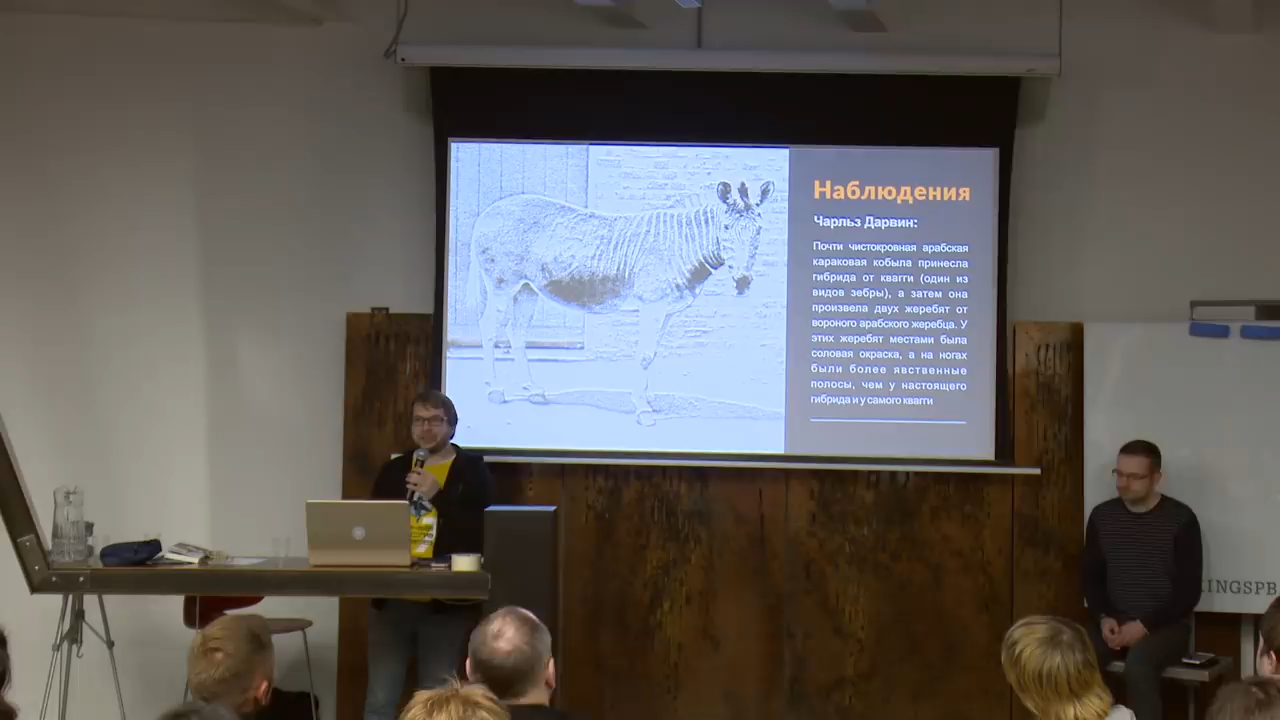 Наблюдения
Чарльз Дарвин:
Почти чистокровная арабская
караковая кобыла принесла
гибрида от квагги (один из
видов зебры), а затем она
произвела двух жеребят от
вороного арабского жеребца. У
этих жеребят местами была
соловая окраска, а на ногах
были более явственные
полосы, чем у настоящего
гибрида и у самого квагги
KINGSPB